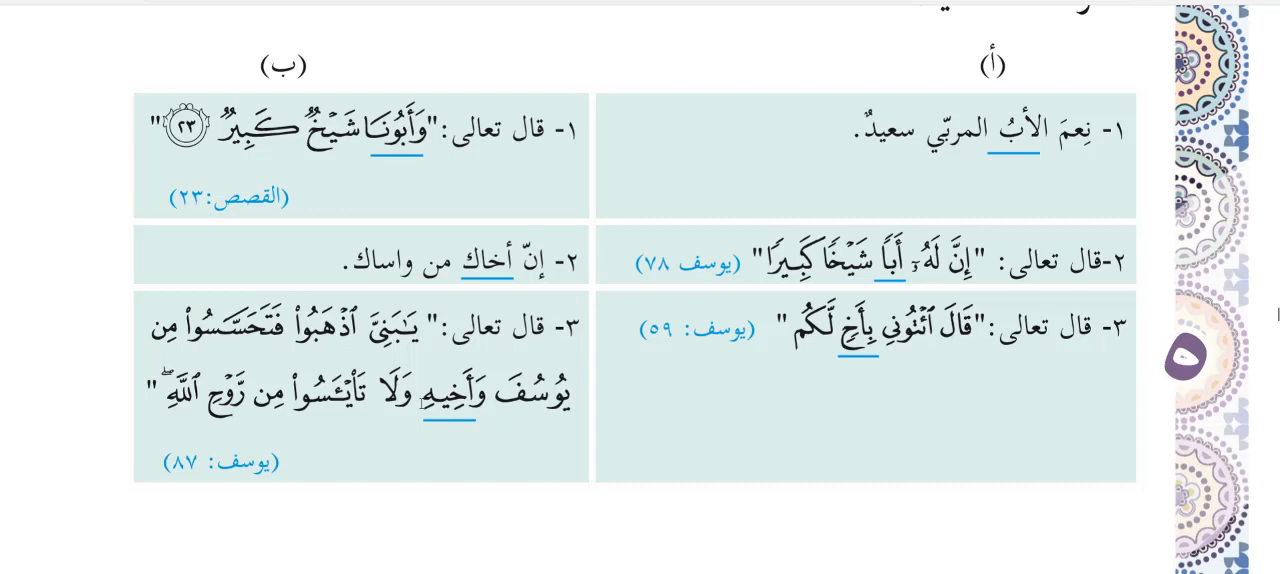 (أ)
(ب)
١- نِعمَ الأبُ المربّي سعيدٌ.
١- قال تعالى:"وَأَبُونَا شَيْخٌ كَبِيرٌ ٢٣"
(القصص:٢٣)
٢-قال تعالى: "إِنَّ لَهُۥٓ أَبًا شَيْخًا كَبِيرًا" (يوسف ٧٨)
٢- إنّ أخاك من واساك.
٣- قال تعالى:"قَالَ ٱئْتُونِي بِأَخٍ لَّكُم" (يوسف: ٥٩)
٣- قال تعالى:" يَٰبَنِيَّ ٱذْهَبُواْ فَتَحَسَّسُواْ مِن
يُوسُفَ وَأَخِيهِ وَلَا تَاْيْـَٔسُواْ مِن رَّوْحِ ٱللَّهِۖ "
(يوسف: ٨٧)
٥